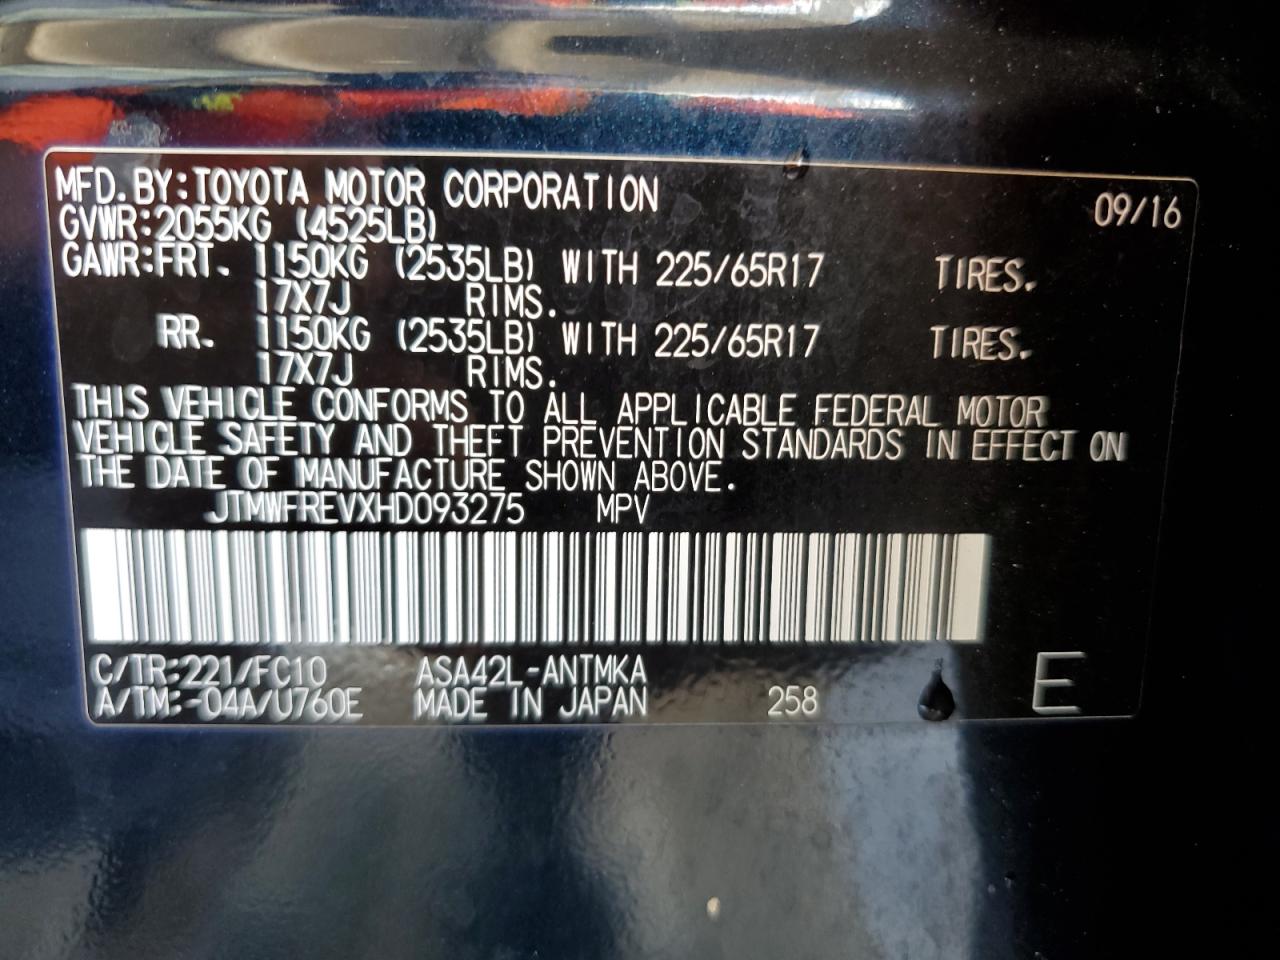 MFD. BY: TOYOTA MOTOR CORPORATION 09/16
GVWR: 2055KG (4525LB)
GAWR: FRT. 1150KG (2535LB) WITH 225/65R17 TIRES.
17X7J RIMS.
RR. 1150KG (2535LB) WITH 225/65R17 TIRES.
17X7J RIMS.
THIS VEHICLE CONFORMS TO ALL APPLICABLE FEDERAL MOTOR
VEHICLE SAFETY AND THEFT PREVENTION STANDARDS IN EFFECT ON
THE DATE OF MANUFACTURE SHOWN ABOVE.
JTMWFREVXHD093275 MPV
C/TR: 221/FC10 ASA42L-ANTMKA
A/TM: -04A/U760E MADE IN JAPAN 258 E